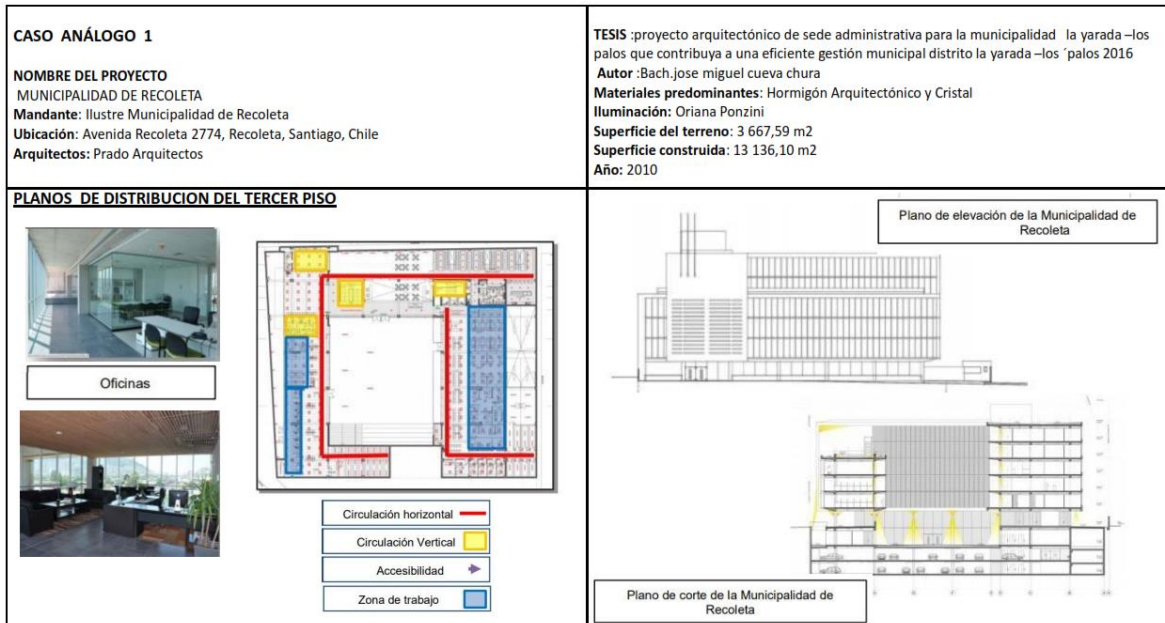 CASO ANÁLOGO 1
NOMBRE DEL PROYECTO
MUNICIPALIDAD DE RECOLETA
Mandante: Ilustre Municipalidad de Recoleta
Ubicación: Avenida Recoleta 2774, Recoleta, Santiago, Chile
Arquitectos: Prado Arquitectos
TESIS :proyecto arquitectónico de sede administrativa para la municipalidad la yarada –los
palos que contribuya a una eficiente gestión municipal distrito la yarada –los ´palos 2016
Autor :Bach.jose miguel cueva chura
Materiales predominantes: Hormigón Arquitectónico y Cristal
Iluminación: Oriana Ponzini
Superficie del terreno: 3 667,59 m2
Superficie construida: 13 136,10 m2
Año: 2010
PLANOS DE DISTRIBUCION DEL TERCER PISO
Oficinas
Circulación horizontal
Circulación Vertical
Accesibilidad
Zona de trabajo
Plano de elevación de la Municipalidad de
Recoleta
Plano de corte de la Municipalidad de
Recoleta